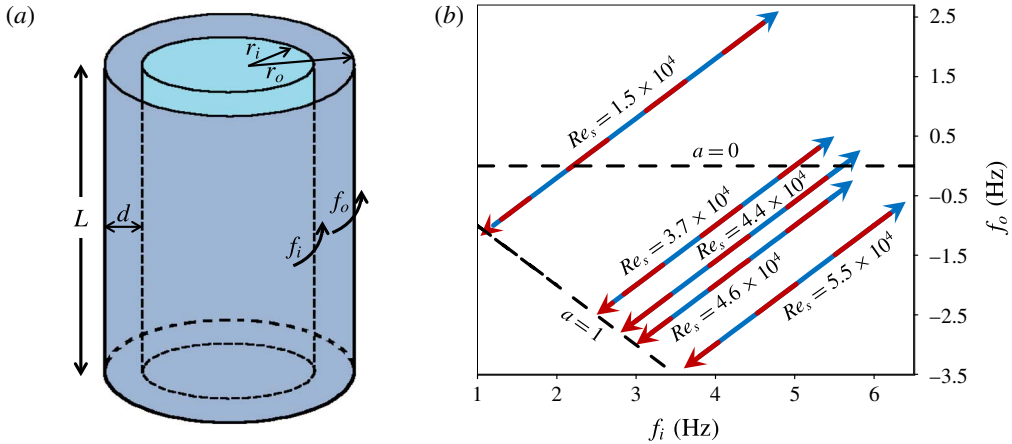 (a)
r_i
r_o
L
d
f_o
f_i
(b)
Re_s = 1.5 × 10^4
a = 0
Re_s = 3.7 × 10^4
Re_s = 4.4 × 10^4
Re_s = 4.6 × 10^4
Re_s = 5.5 × 10^4
a = 1
2.5
1.5
0.5
−0.5
−1.5
−2.5
−3.5
f_o (Hz)
1 2 3 4 5 6
f_i (Hz)